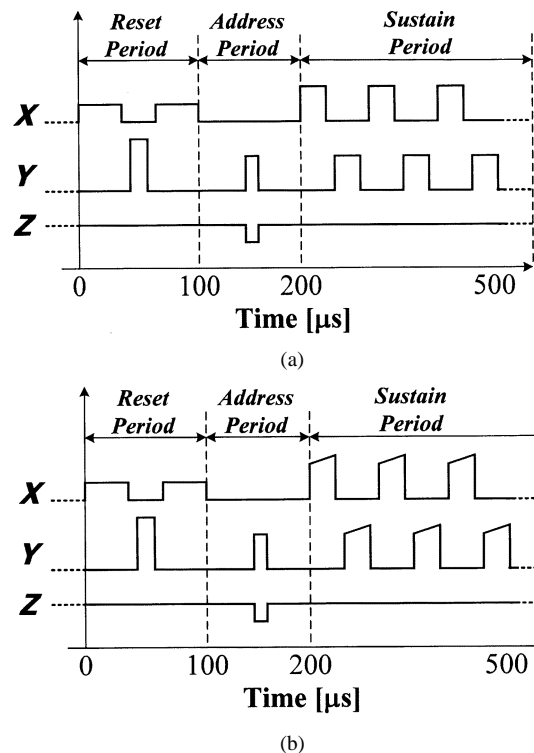 Reset Period
Address Period
Sustain Period
X
Y
Z
0 100 200 500
Time [µs]
(a)
Reset Period
Address Period
Sustain Period
X
Y
Z
0 100 200 500
Time [µs]
(b)